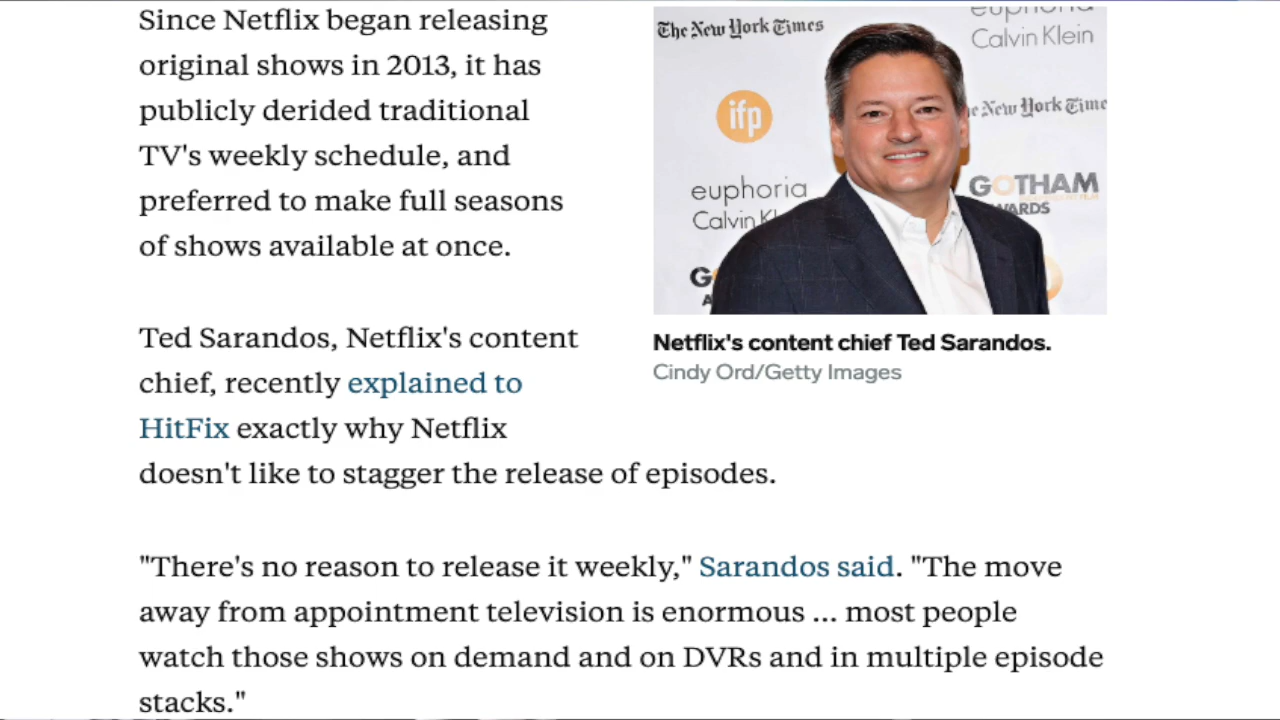 Since Netflix began releasing
original shows in 2013, it has
publicly derided traditional
TV's weekly schedule, and
preferred to make full seasons
of shows available at once.
Ted Sarandos, Netflix's content
chief, recently explained to
HitFix exactly why Netflix
doesn't like to stagger the release of episodes.
"There's no reason to release it weekly," Sarandos said. "The move
away from appointment television is enormous ... most people
watch those shows on demand and on DVRs and in multiple episode
stacks."
The New York Times
euphoria
Calvin Klein
ifp
New York Time
euphoria
Calvin Kl
GOTHAM
WARDS
G
Netflix's content chief Ted Sarandos.
Cindy Ord/Getty Images